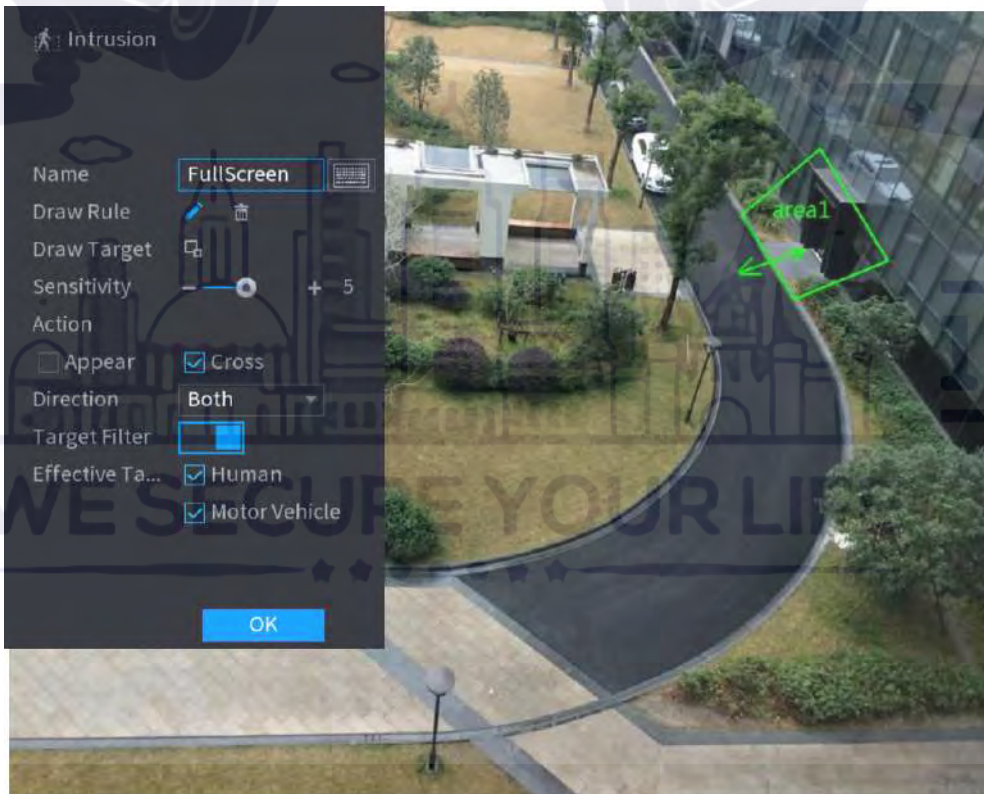 Intrusion
Name FullScreen
Draw Rule
Draw Target
Sensitivity - + 5
Action
Appear Cross
Direction Both
Target Filter
Effective Ta... Human
Motor Vehicle
OK
area1
WE SECURE YOUR LI